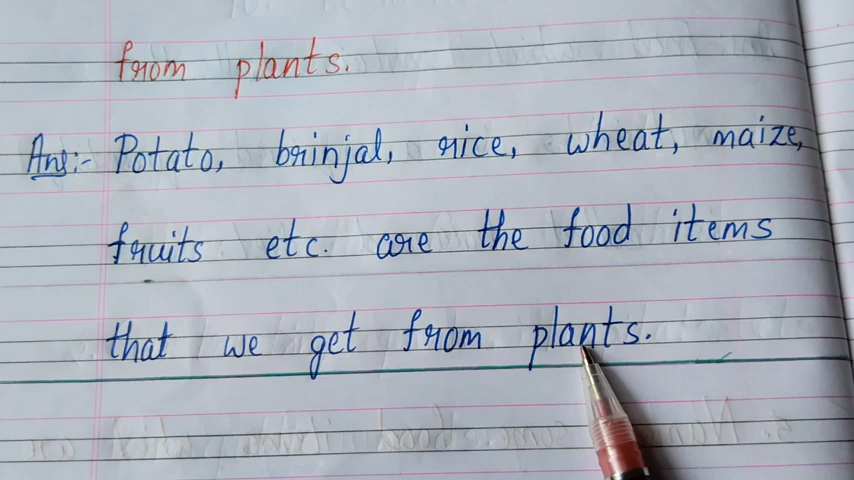 from plants.
Ans:- Potato, brinjal, rice, wheat, maize,
fruits etc. are the food items
that we get from plants.